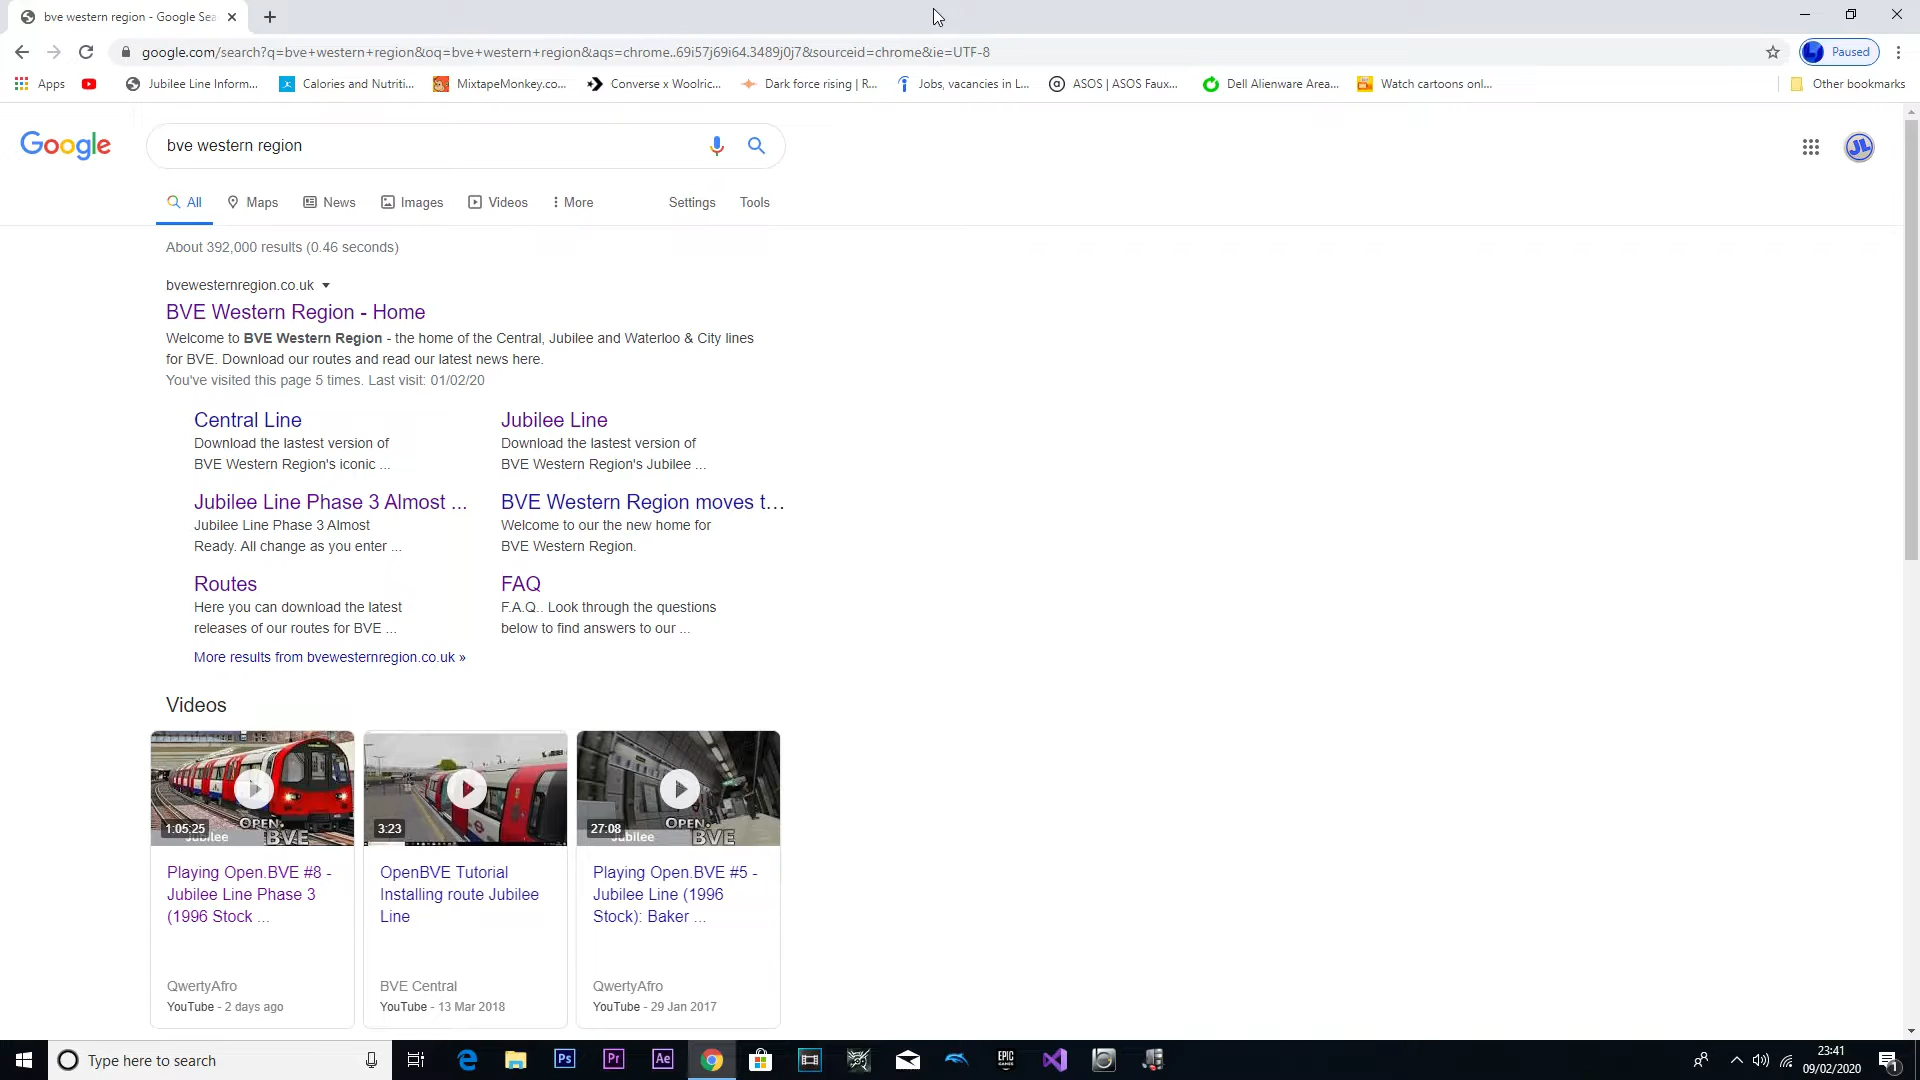 bve western region - Google Sea
google.com/search?q=bve+western+region&oq=bve+western+region&aqs=chrome..69i57j69i64.3489j0j7&sourceid=chrome&ie=UTF-8
Paused
Apps
Jubilee Line Inform...
Calories and Nutriti...
MixtapeMonkey.co...
Converse x Woolric...
Dark force rising | R...
Jobs, vacancies in L...
ASOS | ASOS Faux...
Dell Alienware Area...
Watch cartoons onl...
Other bookmarks
Google
bve western region
JL
All
Maps
News
Images
Videos
More
Settings
Tools
About 392,000 results (0.46 seconds)
bvewesternregion.co.uk
BVE Western Region - Home
Welcome to BVE Western Region - the home of the Central, Jubilee and Waterloo & City lines
for BVE. Download our routes and read our latest news here.
You've visited this page 5 times. Last visit: 01/02/20
Central Line
Download the lastest version of
BVE Western Region's iconic ...
Jubilee Line
Download the lastest version of
BVE Western Region's Jubilee ...
Jubilee Line Phase 3 Almost ...
Jubilee Line Phase 3 Almost
Ready. All change as you enter ...
BVE Western Region moves t...
Welcome to our the new home for
BVE Western Region.
Routes
Here you can download the latest
releases of our routes for BVE ...
FAQ
F.A.Q.. Look through the questions
below to find answers to our ...
More results from bvewesternregion.co.uk »
Videos
1:05:25
OPEN.
Jubilee
BVE
Playing Open.BVE #8 -
Jubilee Line Phase 3
(1996 Stock ...
QwertyAfro
YouTube - 2 days ago
3:23
OpenBVE Tutorial
Installing route Jubilee
Line
BVE Central
YouTube - 13 Mar 2018
27:08
OPEN.
Jubilee
BVE
Playing Open.BVE #5 -
Jubilee Line (1996
Stock): Baker ...
QwertyAfro
YouTube - 29 Jan 2017
Type here to search
Ps
Pr
Ae
EPIC
GAMES
23:41
09/02/2020
1